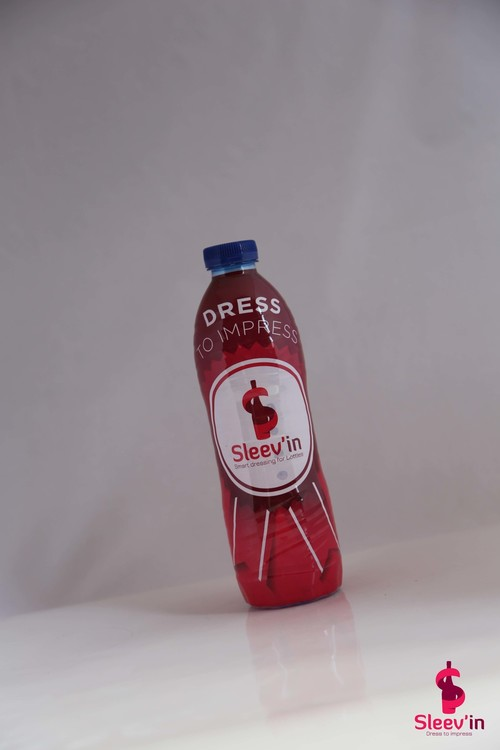 DRESS
TO IMPRESS
Sleev'in
Smart dressing for bottles
Sleev'in
Dress to impress